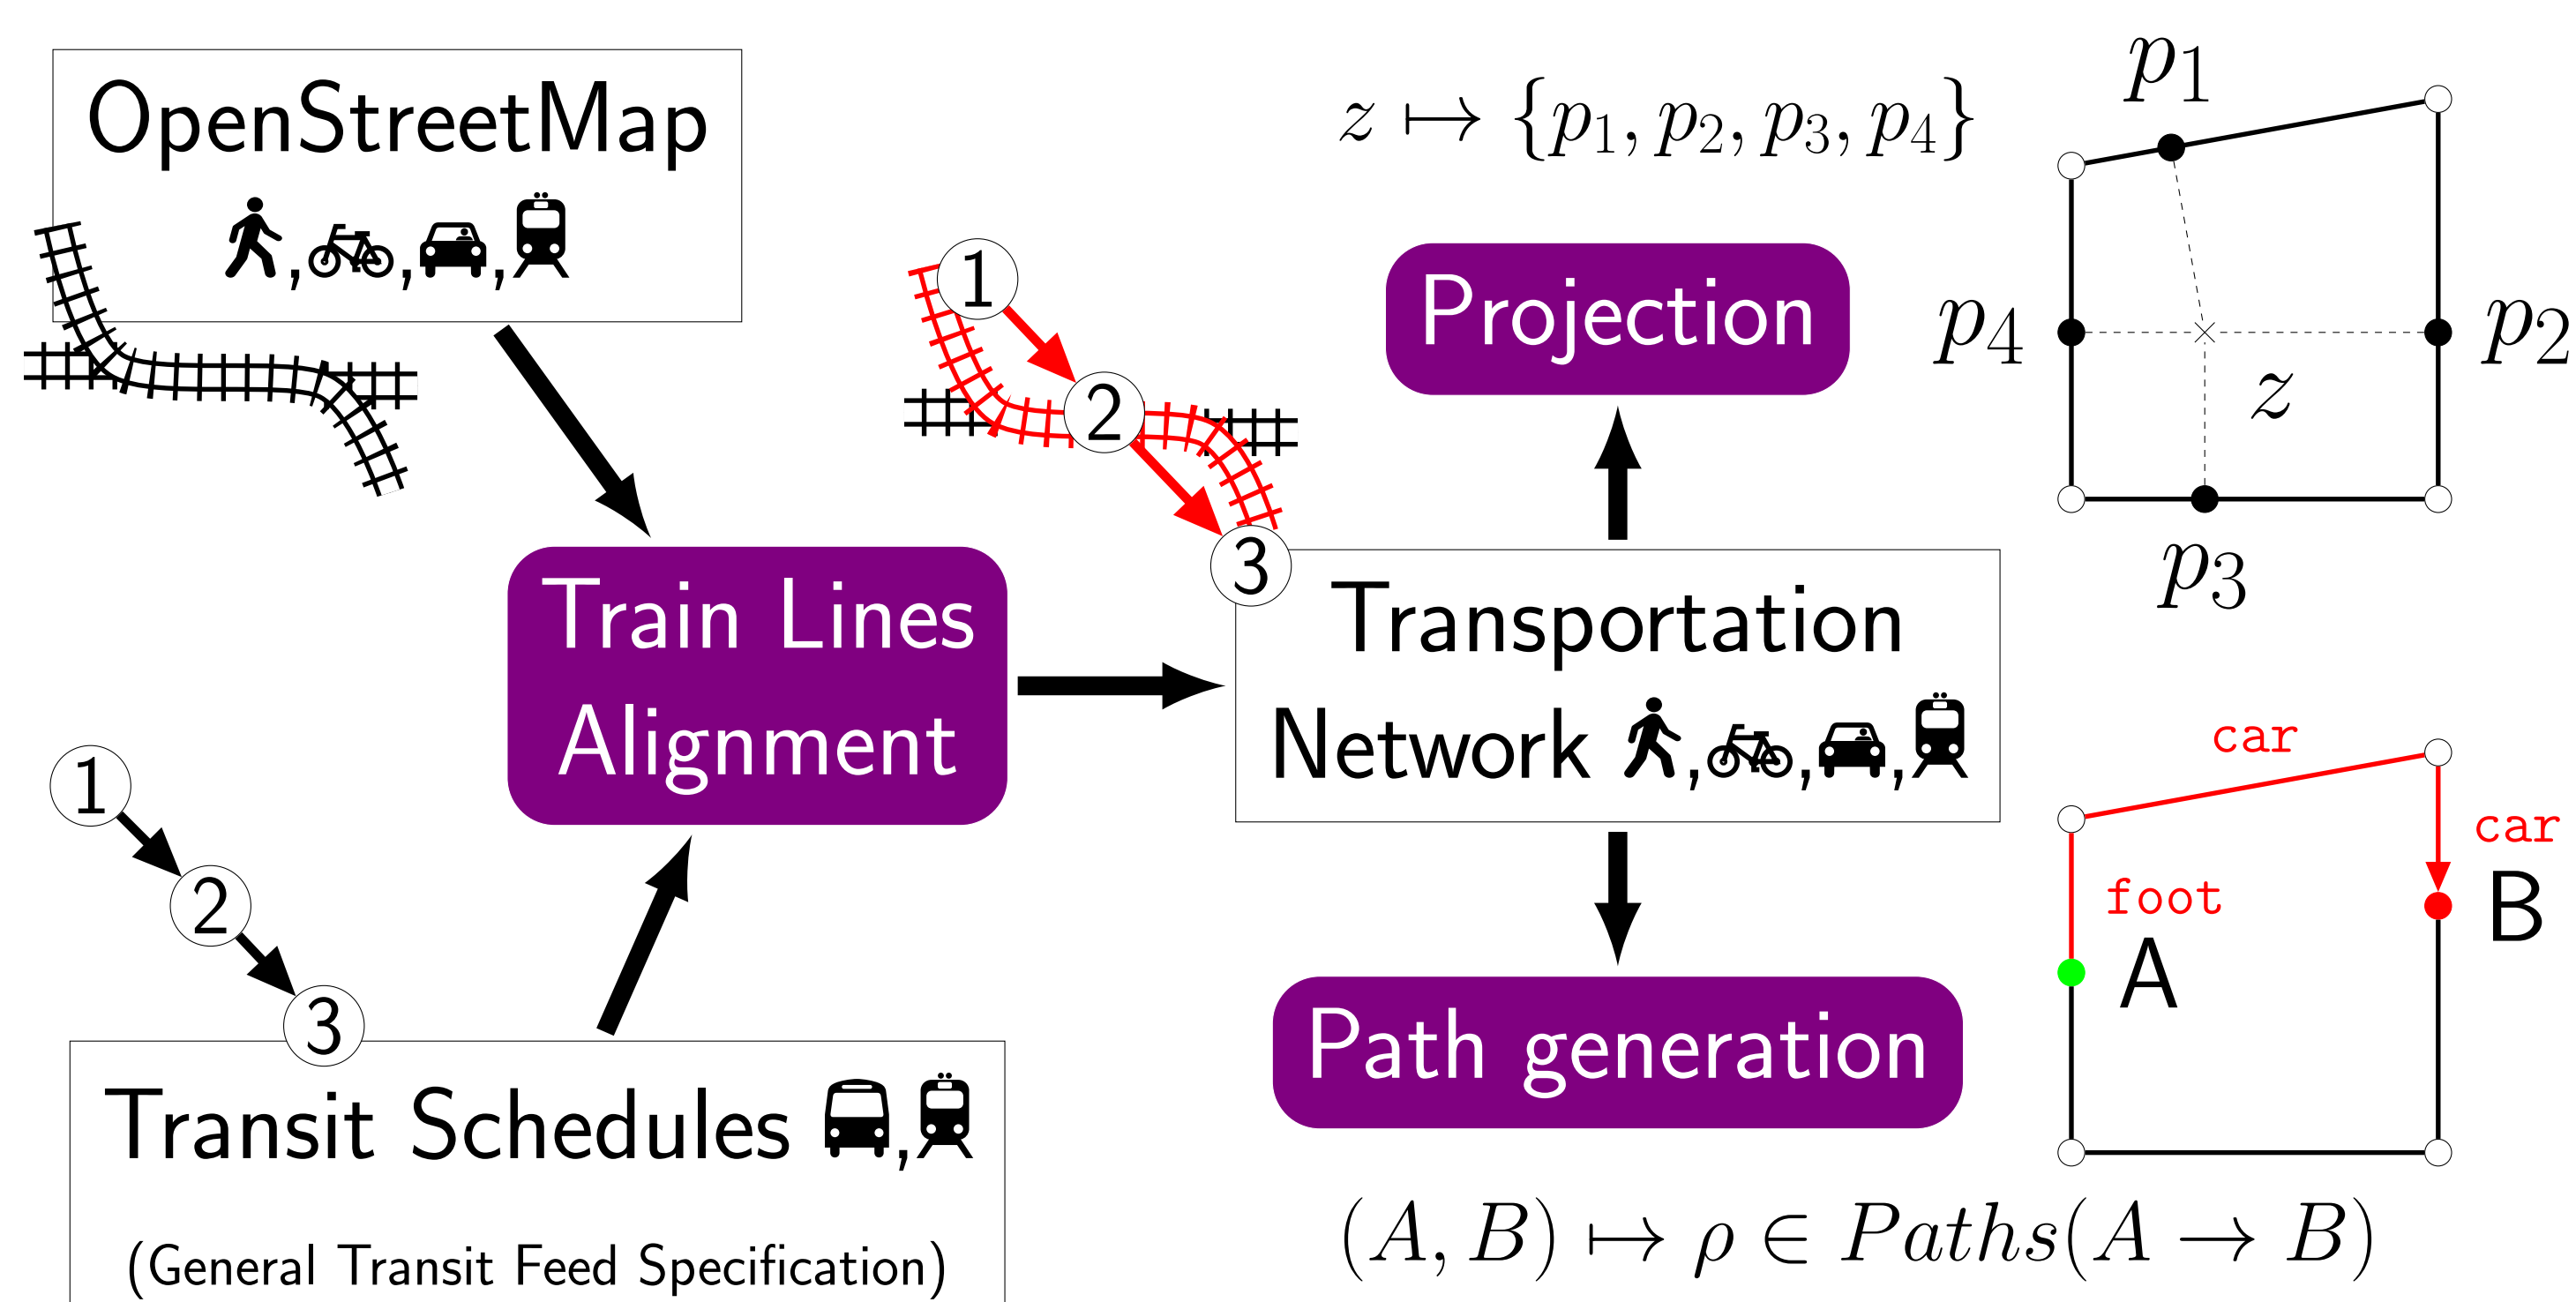 OpenStreetMap
, , ,
1
2
3
Train Lines
Alignment
1
2
3
Transit Schedules ,
(General Transit Feed Specification)
z ↦ {p₁, p₂, p₃, p₄}
Projection
p₁
p₄
p₂
z
p₃
Transportation
Network , , ,
Path generation
car
car
foot
A
B
(A, B) ↦ ρ ∈ Paths(A → B)